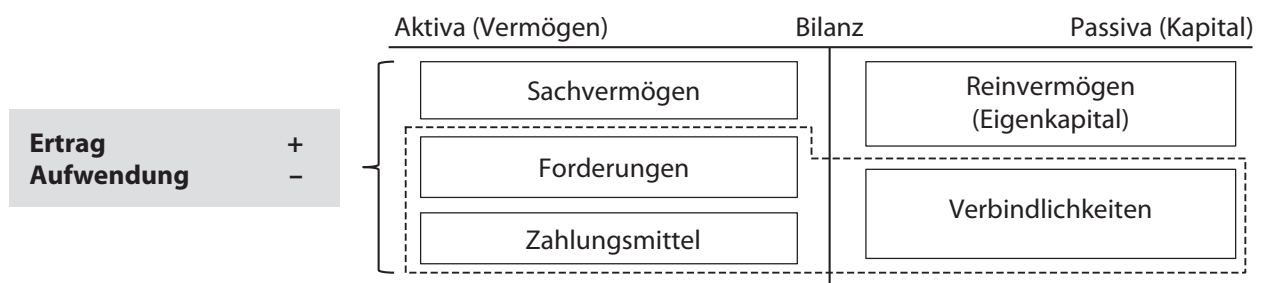 Aktiva (Vermögen) Bilanz Passiva (Kapital)
Sachvermögen
Reinvermögen
(Eigenkapital)
Ertrag +
Aufwendung –
Forderungen
Verbindlichkeiten
Zahlungsmittel